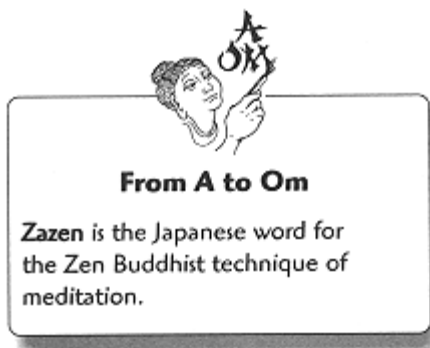 A
OM
From A to Om
Zazen is the Japanese word for
the Zen Buddhist technique of
meditation.